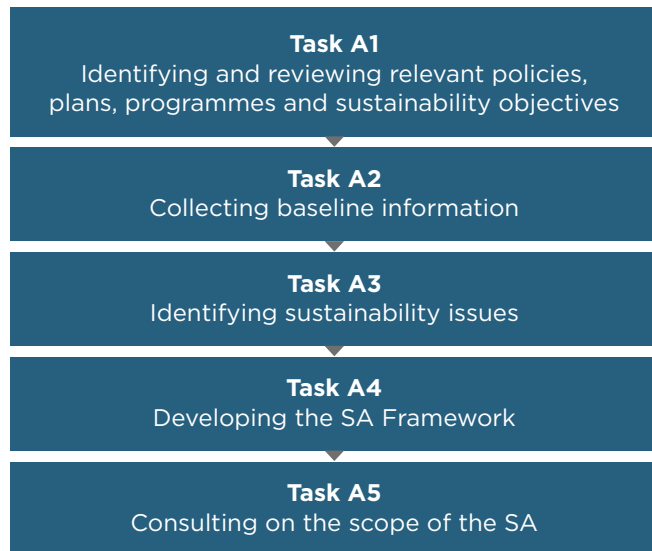 Task A1
Identifying and reviewing relevant policies,
plans, programmes and sustainability objectives
Task A2
Collecting baseline information
Task A3
Identifying sustainability issues
Task A4
Developing the SA Framework
Task A5
Consulting on the scope of the SA